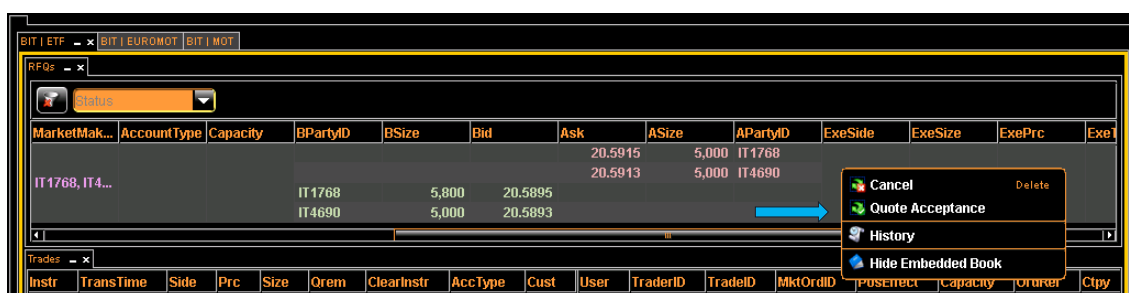 BIT | ETF BIT | EUROMOT BIT | MOT
RFQs
Status
MarketMak... AccountType Capacity BPartyID BSize Bid Ask ASize APartyID ExeSide ExeSize ExePrc
20.5915 5,000 IT1768
20.5913 5,000 IT4690
IT1768, IT4...
IT1768 5,800 20.5895
IT4690 5,000 20.5893
Cancel Delete
Quote Acceptance
History
Hide Embedded Book
Trades
Instr TransTime Side Prc Size Qrem ClearInstr AccType Cust User TraderID TradeID MktOrdID PosEffect Capacity OrdRef Ctpy